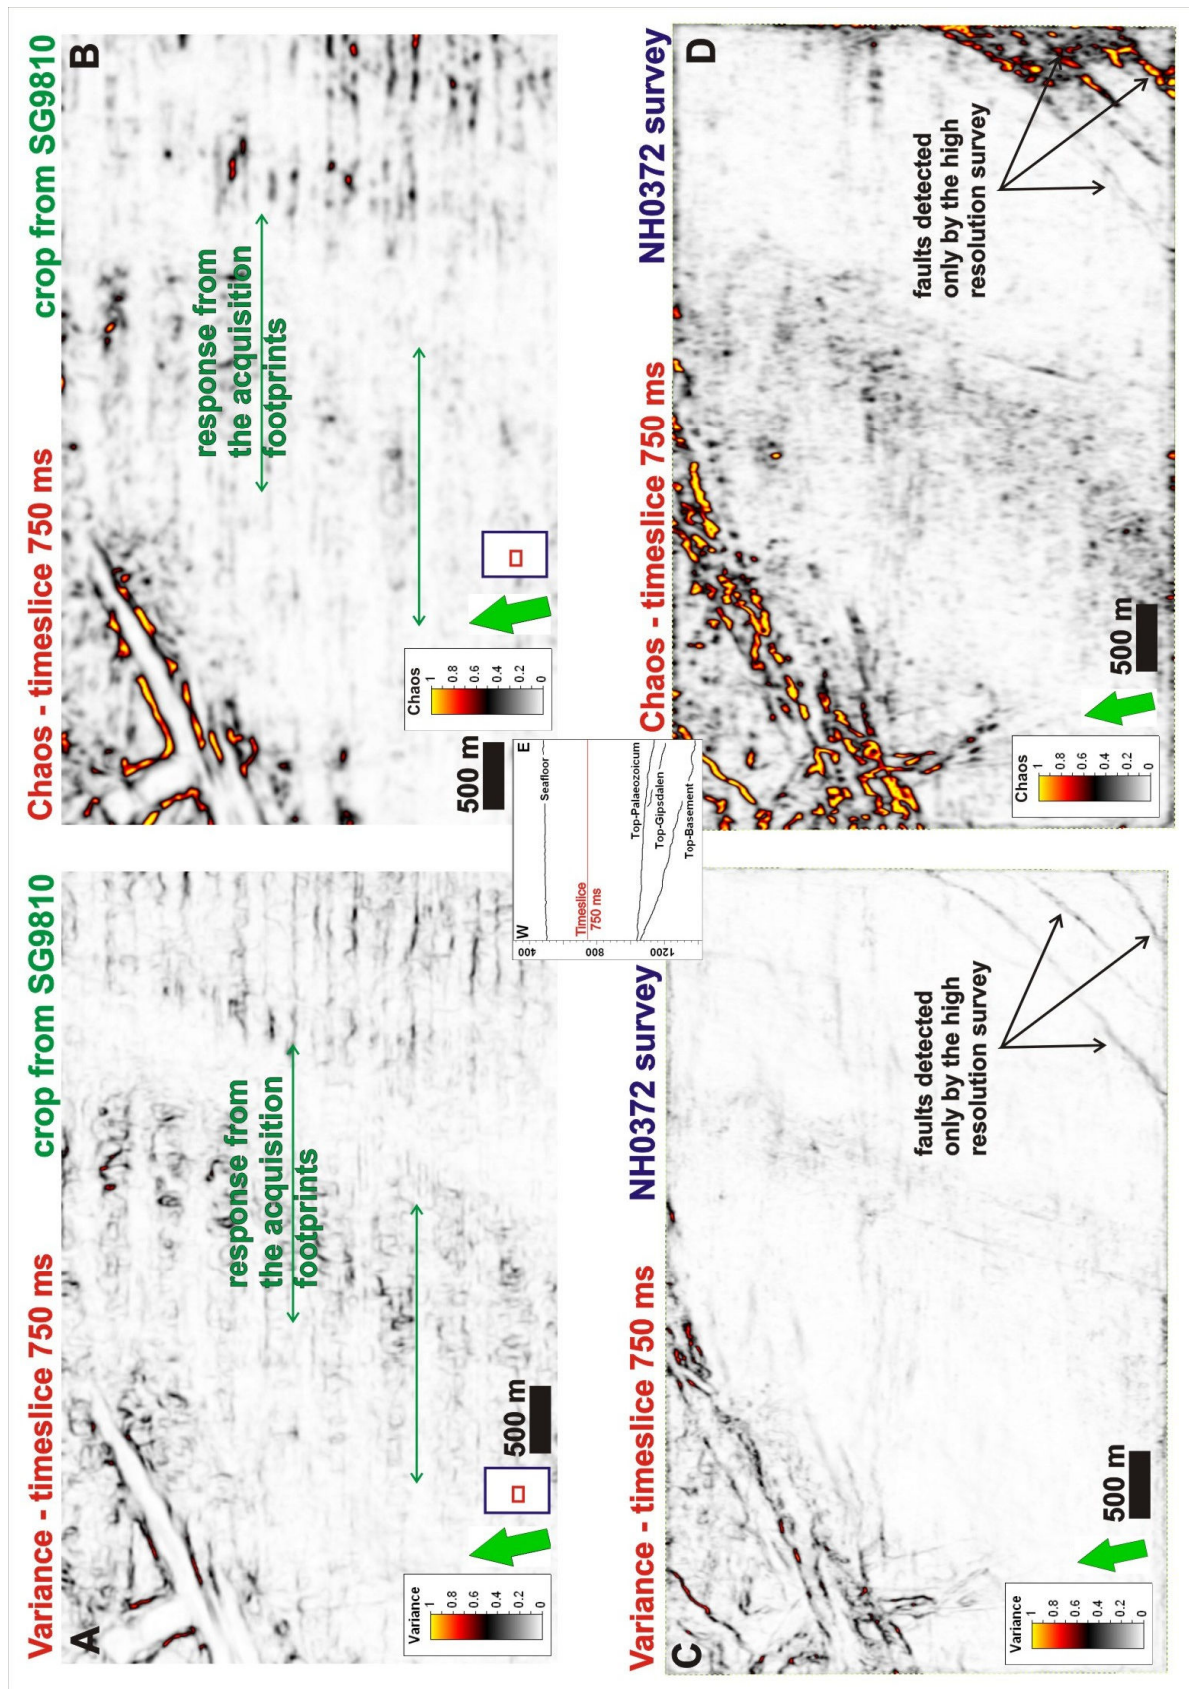 Variance - timeslice 750 ms
crop from SG9810
A
response from
the acquisition
footprints
500 m
Variance
1
0.8
0.6
0.4
0.2
0
Chaos - timeslice 750 ms
crop from SG9810
B
response from
the acquisition
footprints
500 m
Chaos
1
0.8
0.6
0.4
0.2
0
W
E
400
800
1200
Seafloor
Timeslice
750 ms
Top-Palaeozoicum
Top-Gipsdalen
Top-Basement
Variance - timeslice 750 ms
NH0372 survey
C
faults detected
only by the high
resolution survey
500 m
Variance
1
0.8
0.6
0.4
0.2
0
Chaos - timeslice 750 ms
NH0372 survey
D
faults detected
only by the high
resolution survey
500 m
Chaos
1
0.8
0.6
0.4
0.2
0